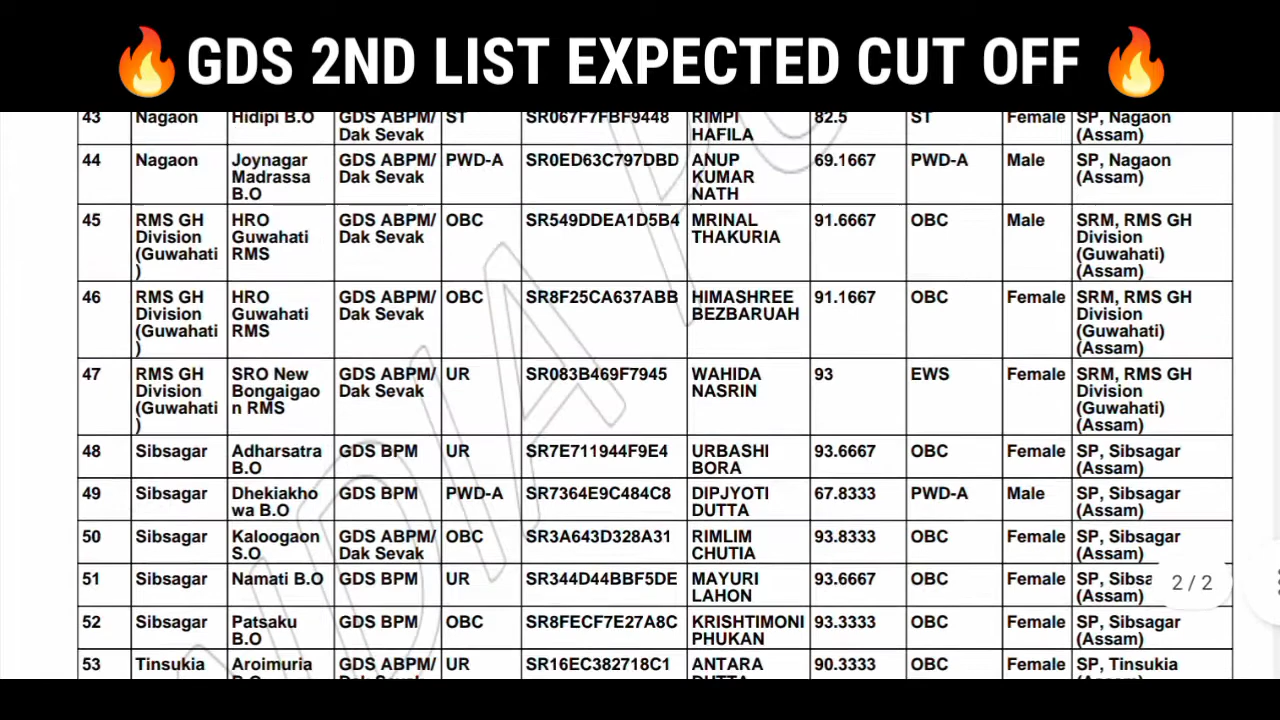 🔥GDS 2ND LIST EXPECTED CUT OFF 🔥
43 Nagaon Hidipi B.O GDS ABPM/ ST SR067F7FBF9448 RIMPI 82.5 ST Female SP, Nagaon
Dak Sevak HAFILA (Assam)
44 Nagaon Joynagar GDS ABPM/ PWD-A SR0ED63C797DBD ANUP 69.1667 PWD-A Male SP, Nagaon
Madrassa Dak Sevak KUMAR (Assam)
B.O NATH
45 RMS GH HRO GDS ABPM/ OBC SR549DDEA1D5B4 MRINAL 91.6667 OBC Male SRM, RMS GH
Division Guwahati Dak Sevak THAKURIA Division
(Guwahati RMS (Guwahati)
) (Assam)
46 RMS GH HRO GDS ABPM/ OBC SR8F25CA637ABB HIMASHREE 91.1667 OBC Female SRM, RMS GH
Division Guwahati Dak Sevak BEZBARUAH Division
(Guwahati RMS (Guwahati)
) (Assam)
47 RMS GH SRO New GDS ABPM/ UR SR083B469F7945 WAHIDA 93 EWS Female SRM, RMS GH
Division Bongaigao Dak Sevak NASRIN Division
(Guwahati n RMS (Guwahati)
) (Assam)
48 Sibsagar Adharsatra GDS BPM UR SR7E711944F9E4 URBASHI 93.6667 OBC Female SP, Sibsagar
B.O BORA (Assam)
49 Sibsagar Dhekiakho GDS BPM PWD-A SR7364E9C484C8 DIPJYOTI 67.8333 PWD-A Male SP, Sibsagar
wa B.O DUTTA (Assam)
50 Sibsagar Kaloogaon GDS ABPM/ OBC SR3A643D328A31 RIMLIM 93.8333 OBC Female SP, Sibsagar
S.O Dak Sevak CHUTIA (Assam)
51 Sibsagar Namati B.O GDS BPM UR SR344D44BBF5DE MAYURI 93.6667 OBC Female SP, Sibsa
LAHON (Assam)
2 / 2
52 Sibsagar Patsaku GDS BPM OBC SR8FECF7E27A8C KRISHTIMONI 93.3333 OBC Female SP, Sibsagar
B.O PHUKAN (Assam)
53 Tinsukia Aroimuria GDS ABPM/ UR SR16EC382718C1 ANTARA 90.3333 OBC Female SP, Tinsukia